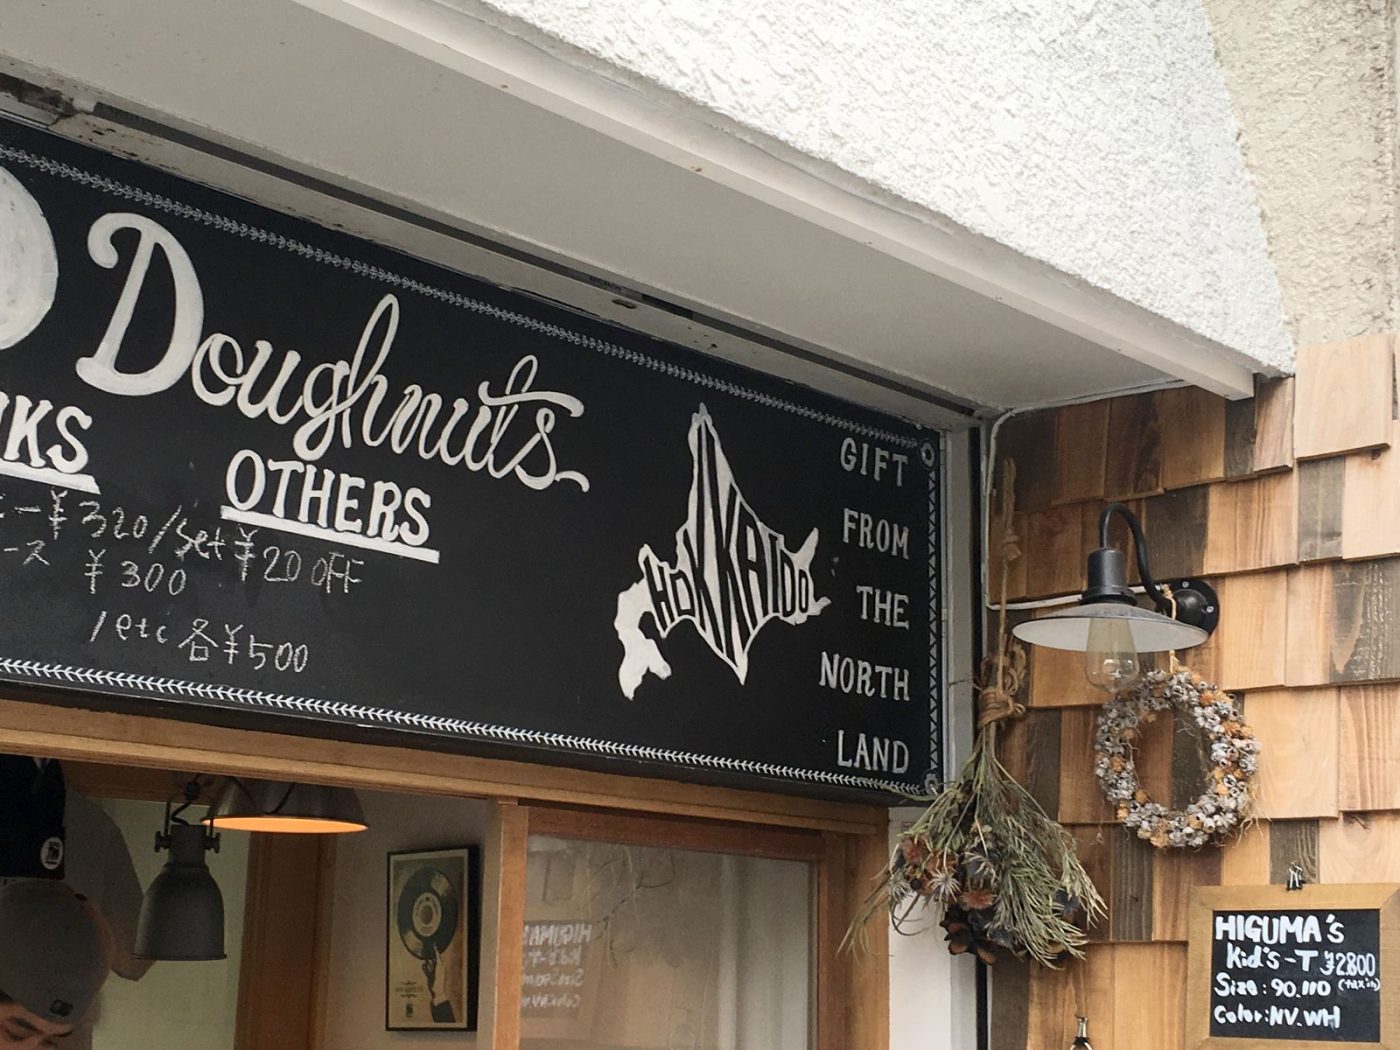 Doughnuts
NKS
OTHERS
ー¥320/Set ¥20 OFF
ース ¥300
/etc 各¥500
HOKKAIDO
GIFT
FROM
THE
NORTH
LAND
HIGUMA's
Kid's-T ¥2800
Size:90.110 (tax in)
Color:NV.WH